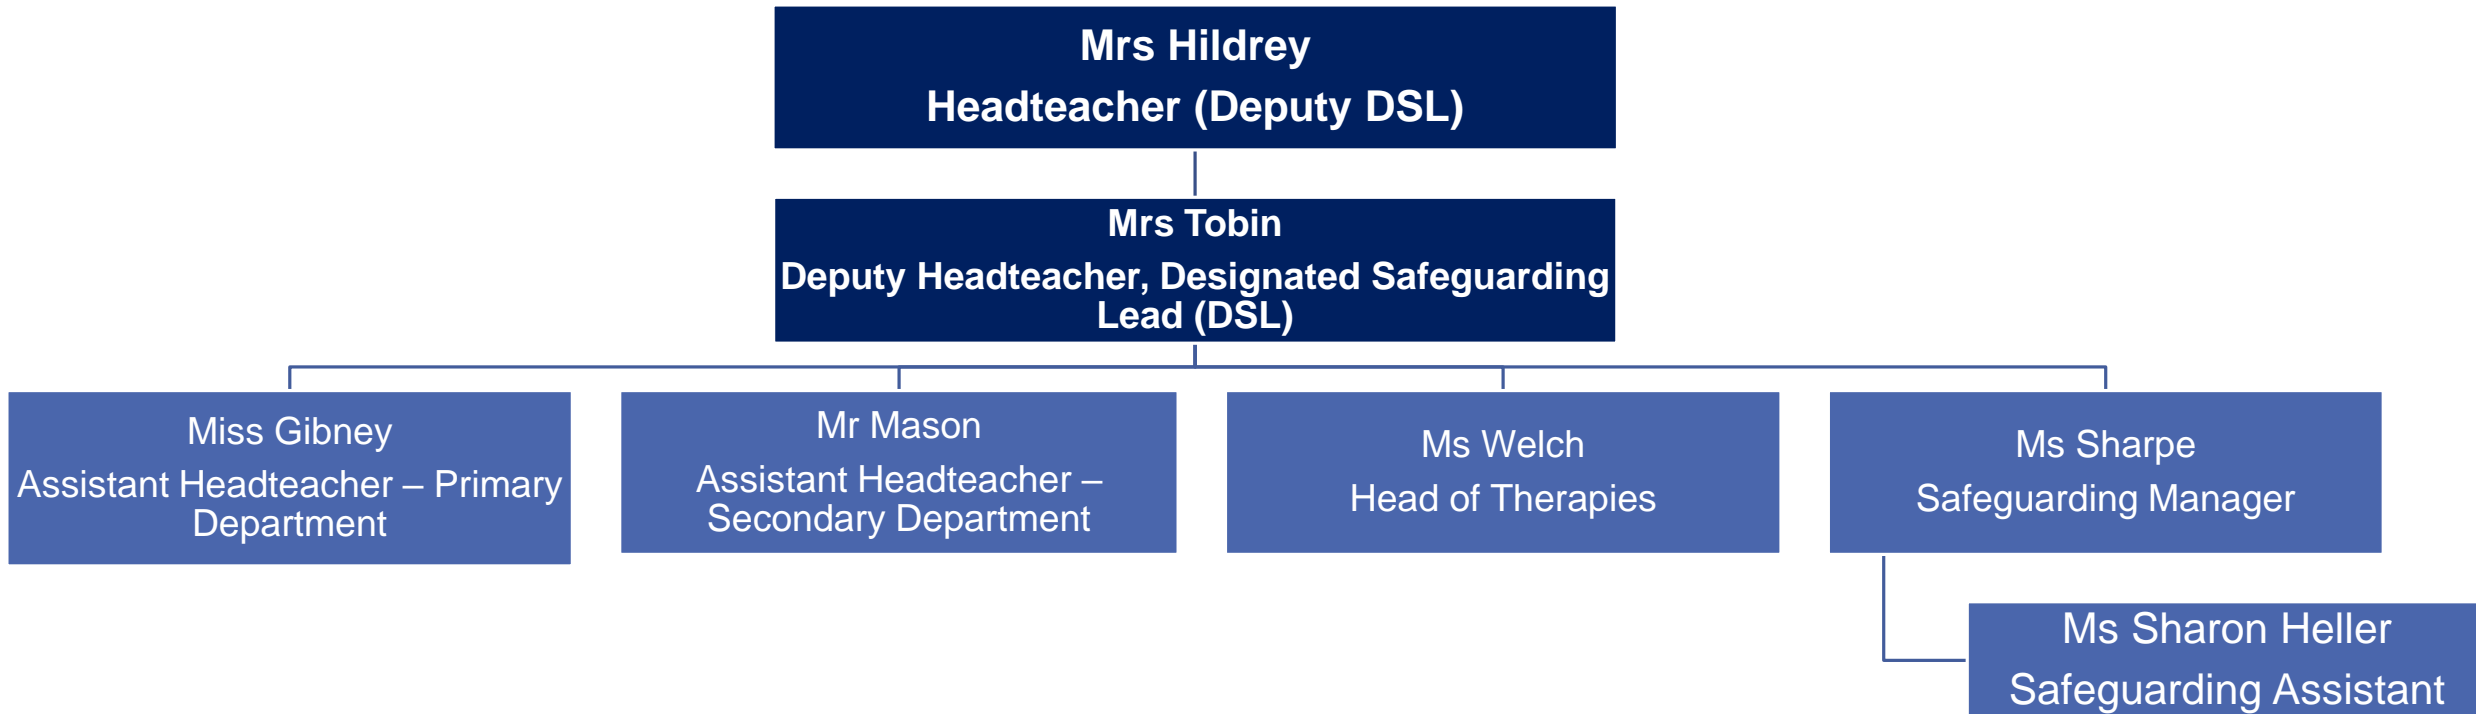 Mrs Hildrey
Headteacher (Deputy DSL)
Mrs Tobin
Deputy Headteacher, Designated Safeguarding
Lead (DSL)
Miss Gibney
Assistant Headteacher – Primary
Department
Mr Mason
Assistant Headteacher –
Secondary Department
Ms Welch
Head of Therapies
Ms Sharpe
Safeguarding Manager
Ms Sharon Heller
Safeguarding Assistant